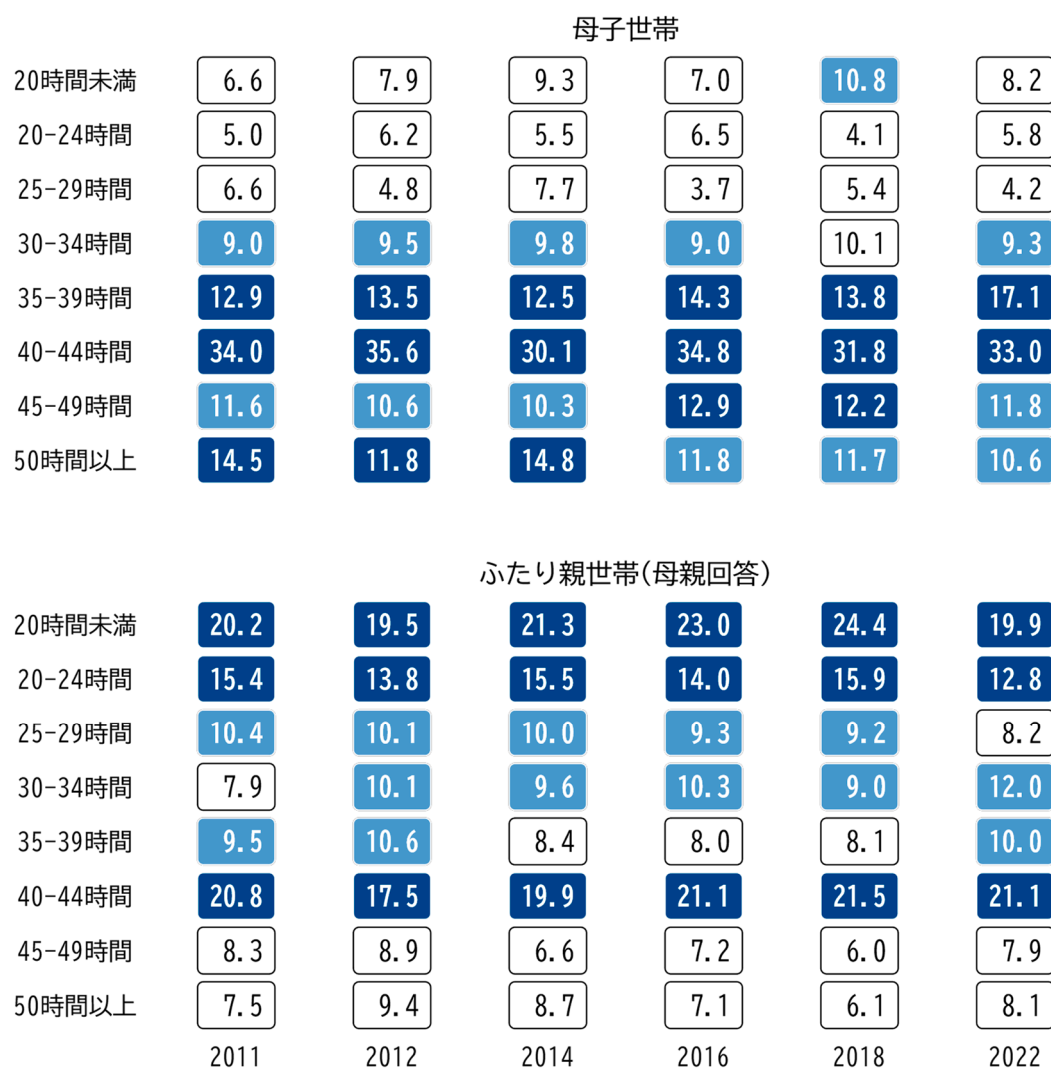 母子世帯
20時間未満 6.6 7.9 9.3 7.0 10.8 8.2
20-24時間 5.0 6.2 5.5 6.5 4.1 5.8
25-29時間 6.6 4.8 7.7 3.7 5.4 4.2
30-34時間 9.0 9.5 9.8 9.0 10.1 9.3
35-39時間 12.9 13.5 12.5 14.3 13.8 17.1
40-44時間 34.0 35.6 30.1 34.8 31.8 33.0
45-49時間 11.6 10.6 10.3 12.9 12.2 11.8
50時間以上 14.5 11.8 14.8 11.8 11.7 10.6
ふたり親世帯(母親回答)
20時間未満 20.2 19.5 21.3 23.0 24.4 19.9
20-24時間 15.4 13.8 15.5 14.0 15.9 12.8
25-29時間 10.4 10.1 10.0 9.3 9.2 8.2
30-34時間 7.9 10.1 9.6 10.3 9.0 12.0
35-39時間 9.5 10.6 8.4 8.0 8.1 10.0
40-44時間 20.8 17.5 19.9 21.1 21.5 21.1
45-49時間 8.3 8.9 6.6 7.2 6.0 7.9
50時間以上 7.5 9.4 8.7 7.1 6.1 8.1
2011 2012 2014 2016 2018 2022